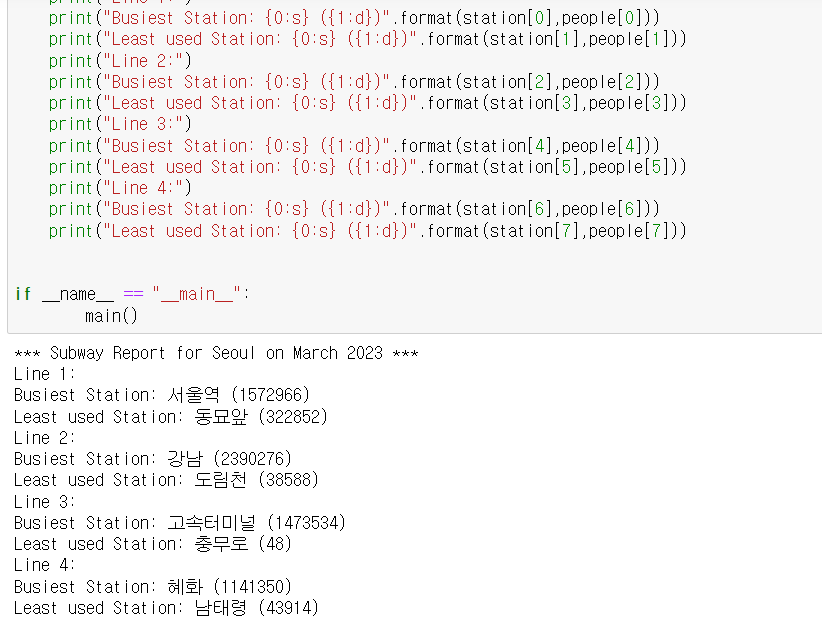 print("Busiest Station: {0:s} ({1:d})".format(station[0],people[0]))
print("Least used Station: {0:s} ({1:d})".format(station[1],people[1]))
print("Line 2:")
print("Busiest Station: {0:s} ({1:d})".format(station[2],people[2]))
print("Least used Station: {0:s} ({1:d})".format(station[3],people[3]))
print("Line 3:")
print("Busiest Station: {0:s} ({1:d})".format(station[4],people[4]))
print("Least used Station: {0:s} ({1:d})".format(station[5],people[5]))
print("Line 4:")
print("Busiest Station: {0:s} ({1:d})".format(station[6],people[6]))
print("Least used Station: {0:s} ({1:d})".format(station[7],people[7]))
if __name__ == "__main__":
main()
*** Subway Report for Seoul on March 2023 ***
Line 1:
Busiest Station: 서울역 (1572966)
Least used Station: 동묘앞 (322852)
Line 2:
Busiest Station: 강남 (2390276)
Least used Station: 도림천 (38588)
Line 3:
Busiest Station: 고속터미널 (1473534)
Least used Station: 충무로 (48)
Line 4:
Busiest Station: 혜화 (1141350)
Least used Station: 남태령 (43914)